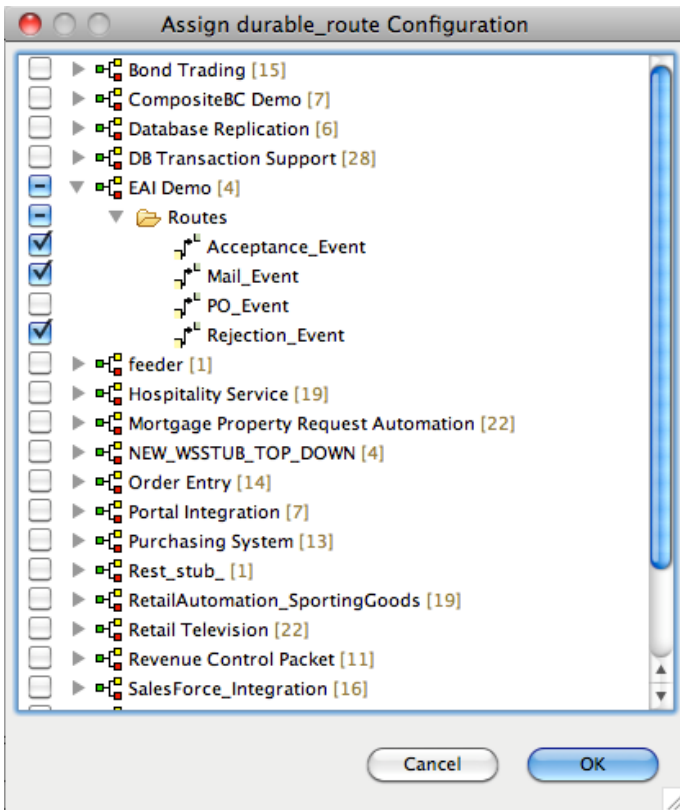 Assign durable_route Configuration
Bond Trading [15]
CompositeBC Demo [7]
Database Replication [6]
DB Transaction Support [28]
EAI Demo [4]
Routes
Acceptance_Event
Mail_Event
PO_Event
Rejection_Event
feeder [1]
Hospitality Service [19]
Mortgage Property Request Automation [22]
NEW_WSSTUB_TOP_DOWN [4]
Order Entry [14]
Portal Integration [7]
Purchasing System [13]
Rest_stub_ [1]
RetailAutomation_SportingGoods [19]
Retail Television [22]
Revenue Control Packet [11]
SalesForce_Integration [16]
Cancel OK